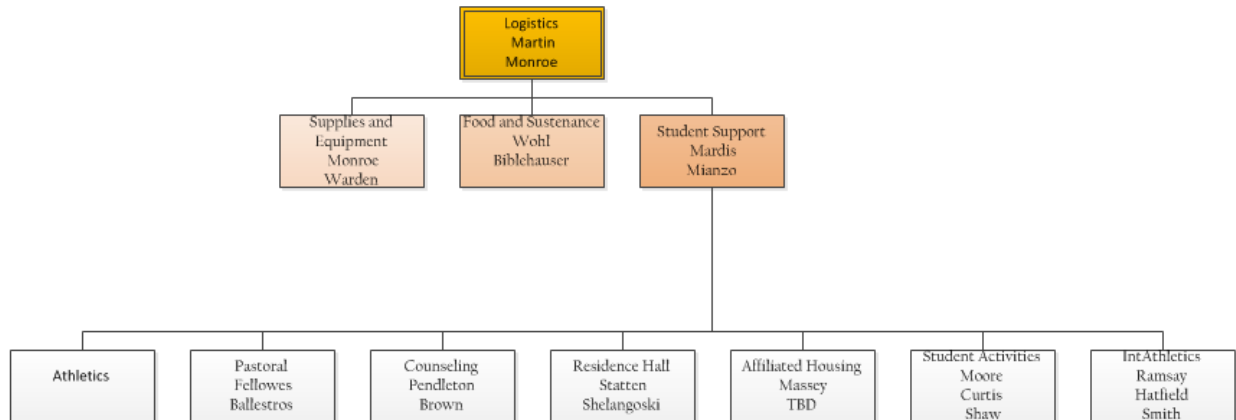 Logistics
Martin
Monroe
Supplies and
Equipment
Monroe
Warden
Food and Sustenance
Wohl
Biblehauser
Student Support
Mardis
Mianzo
Athletics
Pastoral
Fellowes
Ballestros
Counseling
Pendleton
Brown
Residence Hall
Statten
Shelangoski
Affiliated Housing
Massey
TBD
Student Activities
Moore
Curtis
Shaw
IntAthletics
Ramsay
Hatfield
Smith